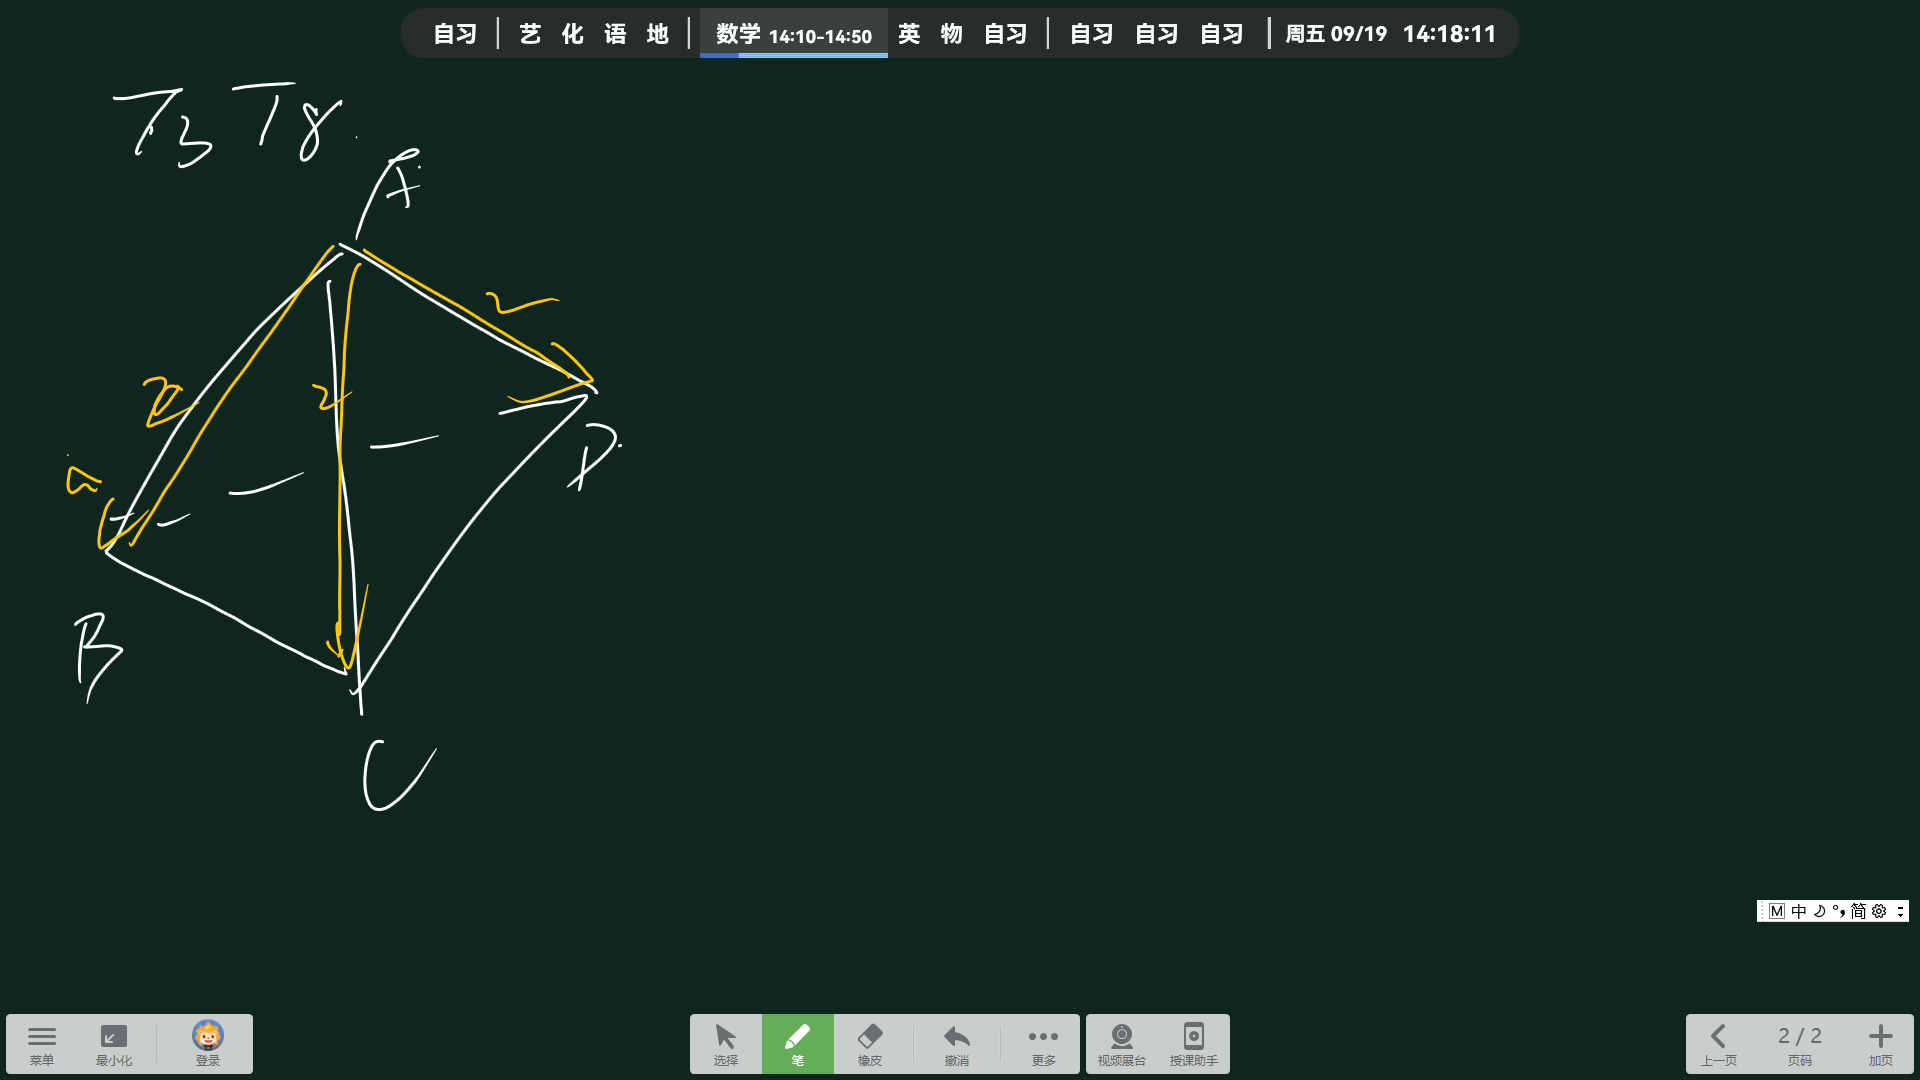 自习 艺 化 语 地 数学 14:10-14:50 英 物 自习 自习 自习 自习 周五 09/19 14:18:11
T3 T8.
A
2
2
2
D
B
C
M 中 简
菜单 最小化 登录 选择 笔 橡皮 撤消 更多 视频展台 授课助手 上一页 2 / 2 页码 加页